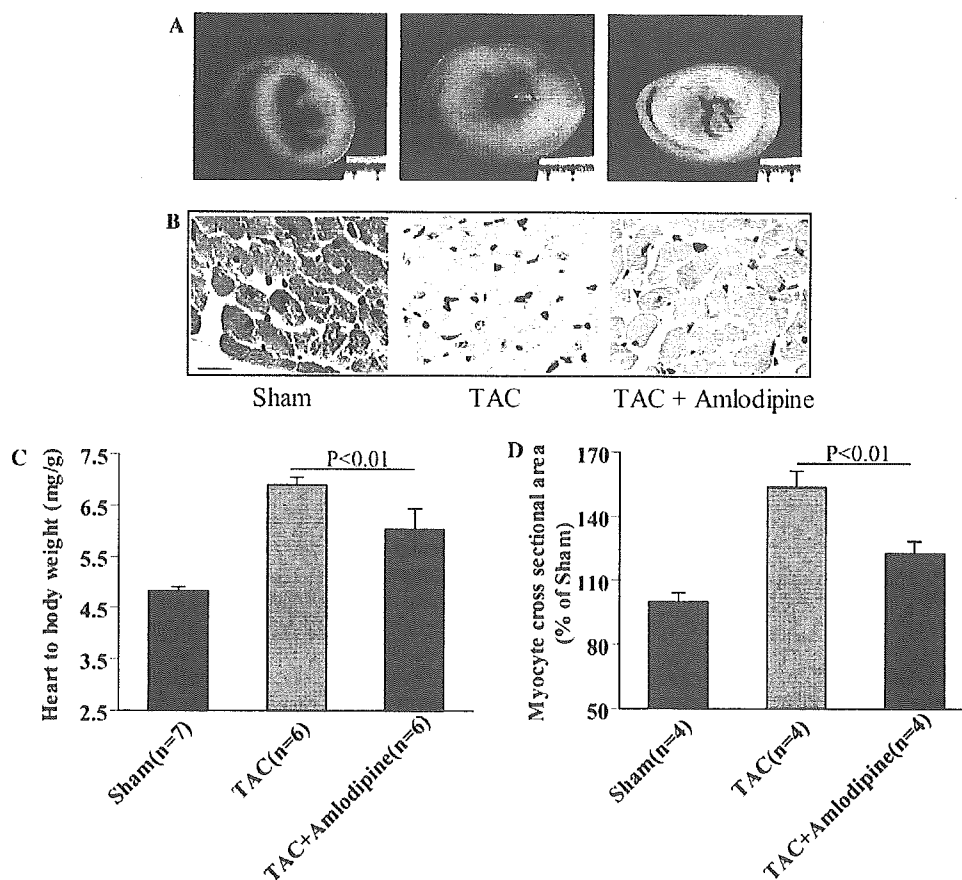 A
B
Sham TAC TAC + Amlodipine
C
Heart to body weight (mg/g)
7.5
6.5
5.5
4.5
3.5
2.5
P<0.01
Sham(n=7)
TAC(n=6)
TAC+Amlodipine(n=6)
D
Myocyte cross sectional area
(% of Sham)
170
140
110
80
50
P<0.01
Sham(n=4)
TAC(n=4)
TAC+Amlodipine(n=4)